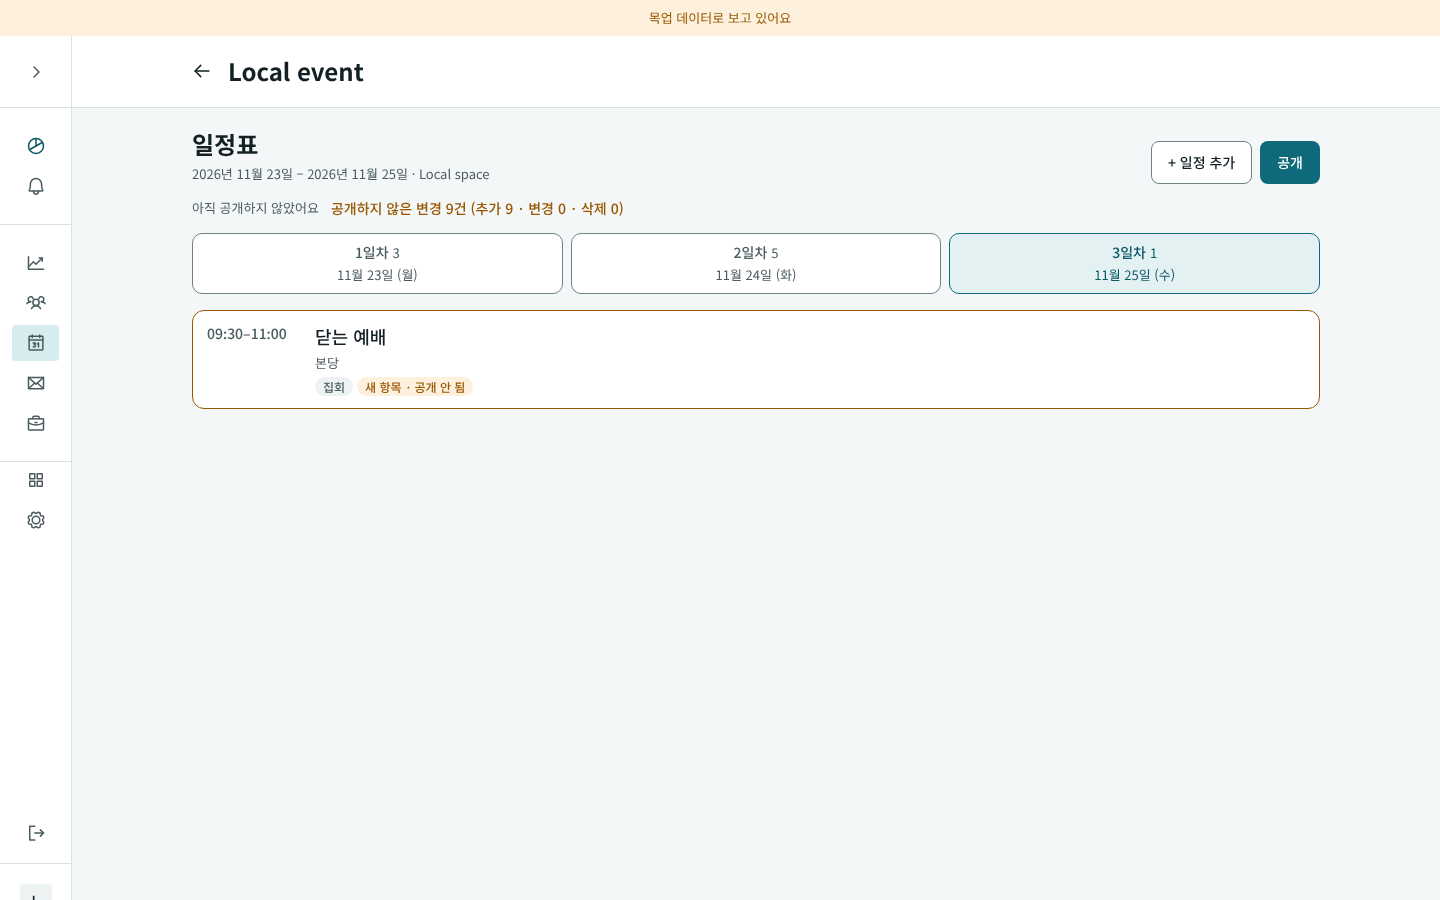 목업 데이터로 보고 있어요
Local event
일정표
2026년 11월 23일 – 2026년 11월 25일 · Local space
+ 일정 추가
공개
아직 공개하지 않았어요 공개하지 않은 변경 9건 (추가 9 · 변경 0 · 삭제 0)
1일차 3
11월 23일 (월)
2일차 5
11월 24일 (화)
3일차 1
11월 25일 (수)
09:30–11:00
닫는 예배
본당
집회
새 항목 · 공개 안 됨
31